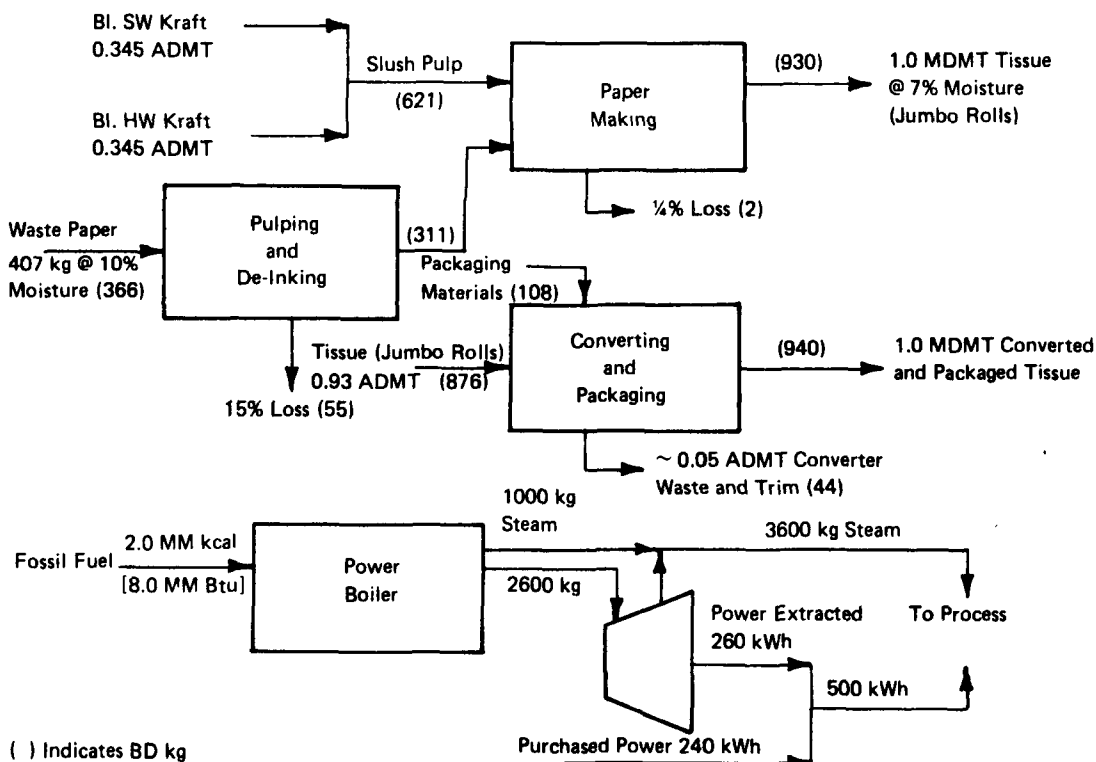 Bl. SW Kraft
0.345 ADMT
Slush Pulp
(621)
Bl. HW Kraft
0.345 ADMT
Paper
Making
(930)
1.0 MDMT Tissue
@ 7% Moisture
(Jumbo Rolls)
¼% Loss (2)
Waste Paper
407 kg @ 10%
Moisture (366)
Pulping
and
De-Inking
(311)
15% Loss (55)
Packaging
Materials (108)
Tissue (Jumbo Rolls)
0.93 ADMT (876)
Converting
and
Packaging
(940)
1.0 MDMT Converted
and Packaged Tissue
~ 0.05 ADMT Converter
Waste and Trim (44)
Fossil Fuel
2.0 MM kcal
[8.0 MM Btu]
Power
Boiler
1000 kg
Steam
2600 kg
3600 kg Steam
Power Extracted
260 kWh
To Process
500 kWh
Purchased Power 240 kWh
( ) Indicates BD kg